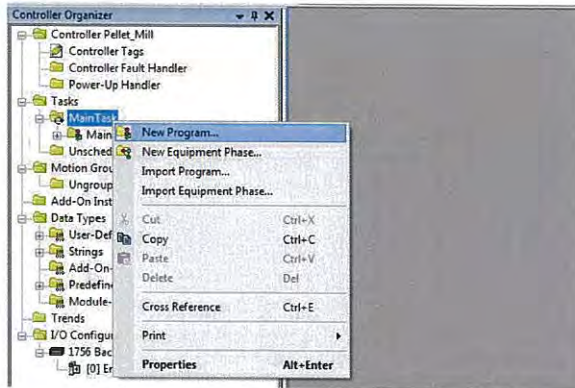 Controller Organizer
Controller Pellet_Mill
Controller Tags
Controller Fault Handler
Power-Up Handler
Tasks
MainTask
Main
Unsched
Motion Grou
Ungroup
Add-On Inst
Data Types
User-Def
Strings
Add-On-
Predefine
Module-
Trends
I/O Configu
1756 Bac
[0] Er
New Program...
New Equipment Phase...
Import Program...
Import Equipment Phase...
Cut Ctrl+X
Copy Ctrl+C
Paste Ctrl+V
Delete Del
Cross Reference Ctrl+E
Print
Properties Alt+Enter